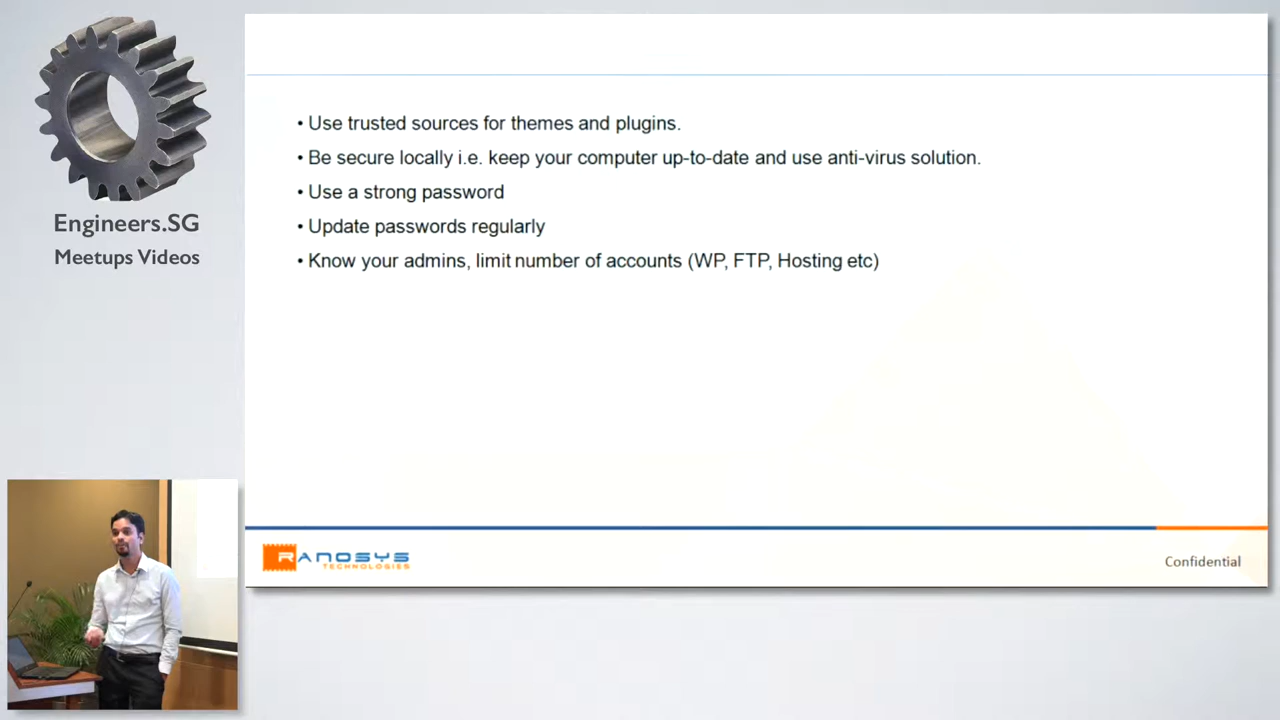 Engineers.SG
Meetups Videos
• Use trusted sources for themes and plugins.
• Be secure locally i.e. keep your computer up-to-date and use anti-virus solution.
• Use a strong password
• Update passwords regularly
• Know your admins, limit number of accounts (WP, FTP, Hosting etc)
RANOSYS
TECHNOLOGIES
Confidential